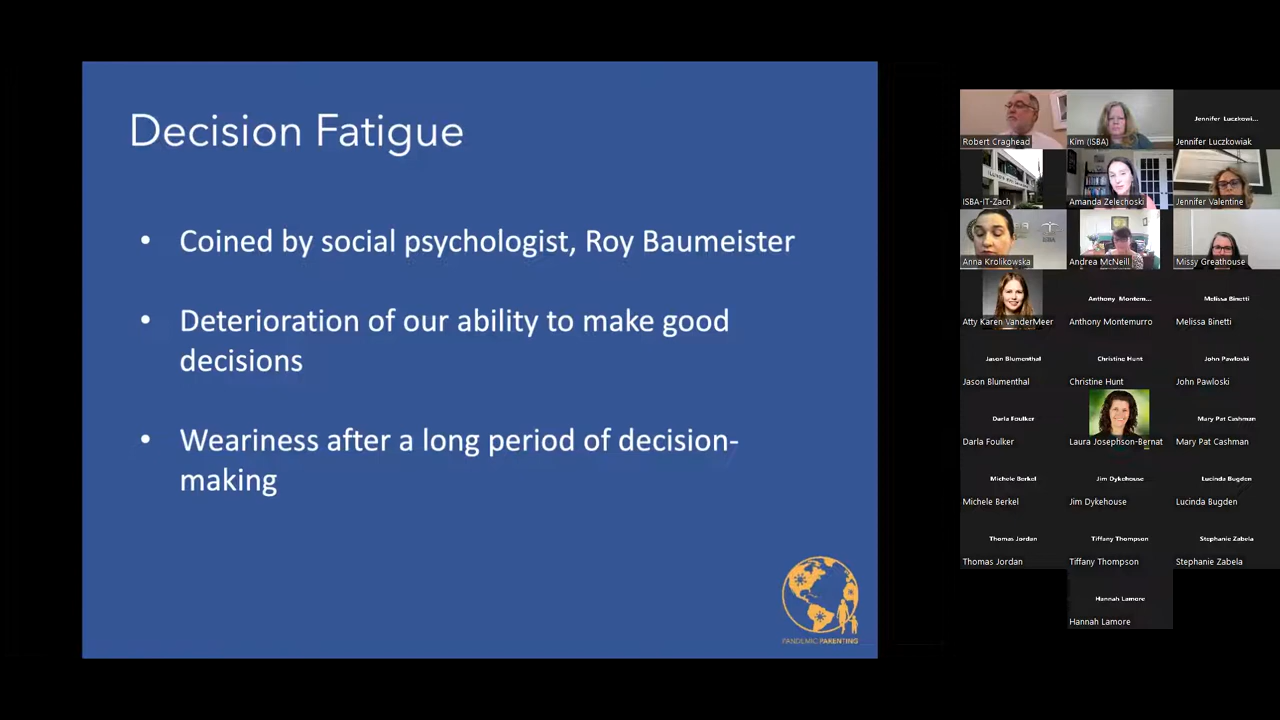 Decision Fatigue
• Coined by social psychologist, Roy Baumeister
• Deterioration of our ability to make good
decisions
• Weariness after a long period of decision-
making
PANDEMIC PARENTING
Robert Craghead
Kim (ISBA)
Jennifer Luczkowi...
Jennifer Luczkowiak
ISBA-IT-Zach
Amanda Zelechoski
Jennifer Valentine
Anna Krolikowska
Andrea McNeill
Missy Greathouse
Atty Karen VanderMeer
Anthony Montem...
Anthony Montemurro
Melissa Binetti
Melissa Binetti
Jason Blumenthal
Jason Blumenthal
Christine Hunt
Christine Hunt
John Pawloski
John Pawloski
Darla Foulker
Darla Foulker
Laura Josephson-Bernat
Mary Pat Cashman
Mary Pat Cashman
Michele Berkel
Michele Berkel
Jim Dykehouse
Jim Dykehouse
Lucinda Bugden
Lucinda Bugden
Thomas Jordan
Thomas Jordan
Tiffany Thompson
Tiffany Thompson
Stephanie Zabela
Stephanie Zabela
Hannah Lamore
Hannah Lamore